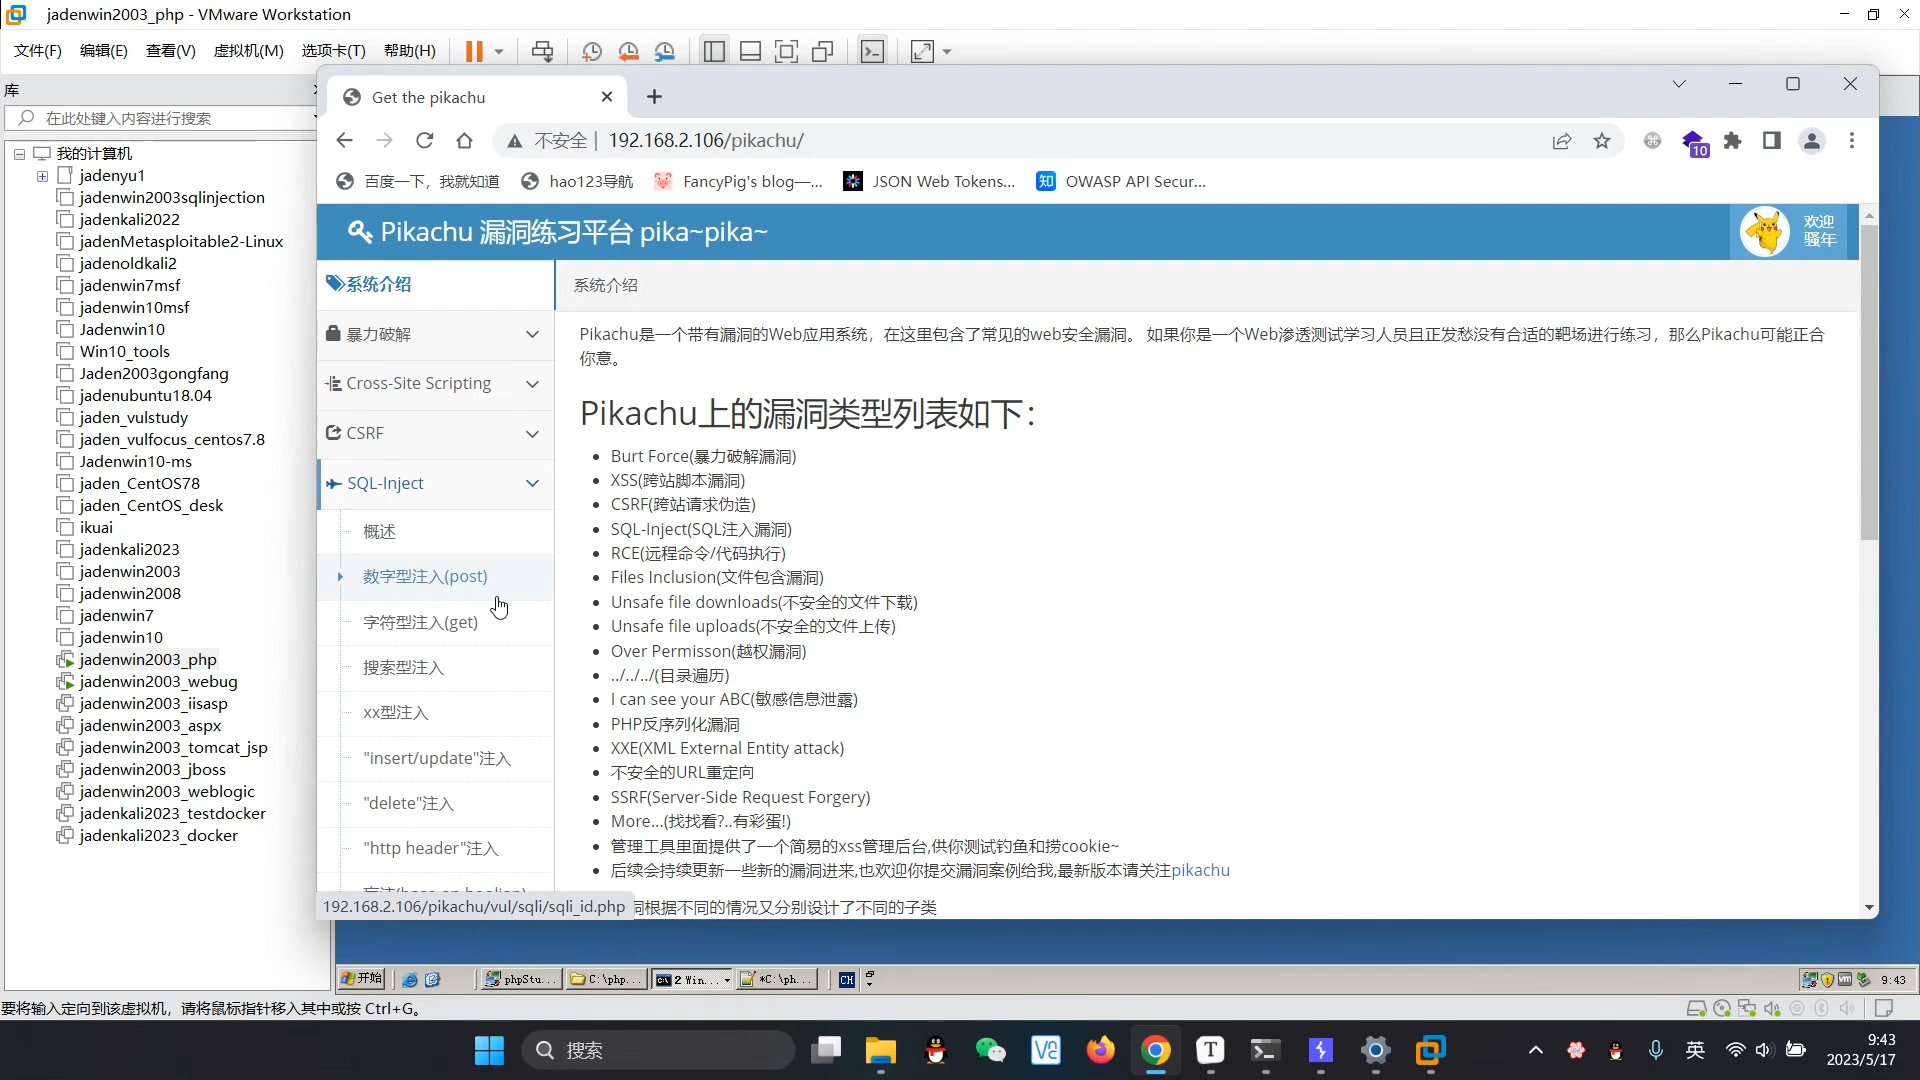 jadenwin2003_php - VMware Workstation
文件(F) 编辑(E) 查看(V) 虚拟机(M) 选项卡(T) 帮助(H)
库
在此处键入内容进行搜索
我的计算机
jadenyu1
jadenwin2003sqlinjection
jadenkali2022
jadenMetasploitable2-Linux
jadenoldkali2
jadenwin7msf
jadenwin10msf
Jadenwin10
Win10_tools
Jaden2003gongfang
jadenubuntu18.04
jaden_vulstudy
jaden_vulfocus_centos7.8
Jadenwin10-ms
jaden_CentOS78
jaden_CentOS_desk
ikuai
jadenkali2023
jadenwin2003
jadenwin2008
jadenwin7
jadenwin10
jadenwin2003_php
jadenwin2003_webug
jadenwin2003_iisasp
jadenwin2003_aspx
jadenwin2003_tomcat_jsp
jadenwin2003_jboss
jadenwin2003_weblogic
jadenkali2023_testdocker
jadenkali2023_docker
Get the pikachu
不安全 | 192.168.2.106/pikachu/
10
百度一下，我就知道 hao123导航 FancyPig's blog—... JSON Web Tokens... 知 OWASP API Secur...
Pikachu 漏洞练习平台 pika~pika~
欢迎
骚年
系统介绍
暴力破解
Cross-Site Scripting
CSRF
SQL-Inject
概述
数字型注入(post)
字符型注入(get)
搜索型注入
xx型注入
"insert/update"注入
"delete"注入
"http header"注入
盲注(base on boolian)
192.168.2.106/pikachu/vul/sqli/sqli_id.php
系统介绍
Pikachu是一个带有漏洞的Web应用系统，在这里包含了常见的web安全漏洞。 如果你是一个Web渗透测试学习人员且正发愁没有合适的靶场进行练习，那么Pikachu可能正合
你意。
Pikachu上的漏洞类型列表如下：
Burt Force(暴力破解漏洞)
XSS(跨站脚本漏洞)
CSRF(跨站请求伪造)
SQL-Inject(SQL注入漏洞)
RCE(远程命令/代码执行)
Files Inclusion(文件包含漏洞)
Unsafe file downloads(不安全的文件下载)
Unsafe file uploads(不安全的文件上传)
Over Permisson(越权漏洞)
../../../(目录遍历)
I can see your ABC(敏感信息泄露)
PHP反序列化漏洞
XXE(XML External Entity attack)
不安全的URL重定向
SSRF(Server-Side Request Forgery)
More...(找找看?..有彩蛋!)
管理工具里面提供了一个简易的xss管理后台,供你测试钓鱼和捞cookie~
后续会持续更新一些新的漏洞进来,也欢迎你提交漏洞案例给我,最新版本请关注pikachu
洞根据不同的情况又分别设计了不同的子类
开始 phpStu... C:\php... 2 Win... *C:\ph... CH 9:43
要将输入定向到该虚拟机，请将鼠标指针移入其中或按 Ctrl+G。
搜索
英
9:43
2023/5/17